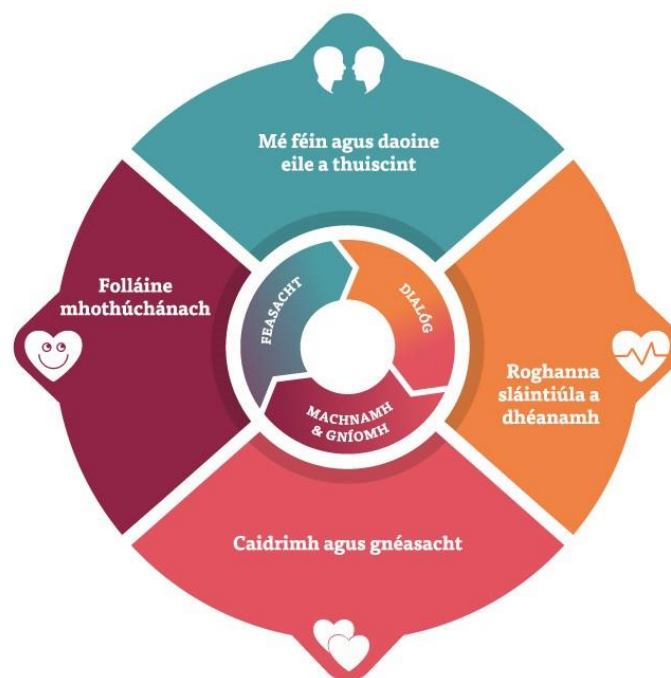 Mé féin agus daoine
eile a thuiscint
Folláine
mhothúchánach
FEASACHT
DIALÓG
MACHNAMH
& GNÍOMH
Roghanna
sláintiúla a
dhéanamh
Caidrimh agus gnéasacht